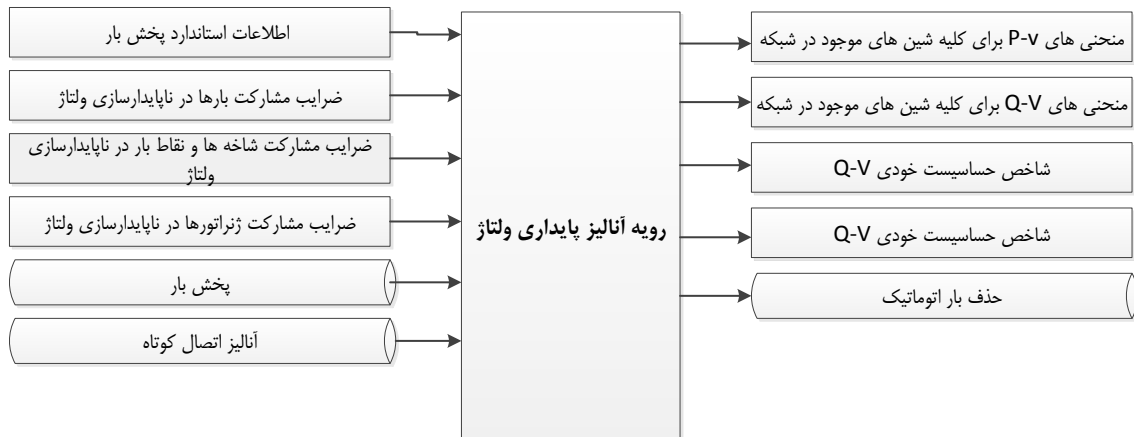 اطلاعات استاندارد پخش بار
ضرایب مشارکت بارها در ناپایدارسازی ولتاژ
ضرایب مشارکت شاخه ها و نقاط بار در ناپایدارسازی
ولتاژ
ضرایب مشارکت ژنراتورها در ناپایدارسازی ولتاژ
پخش بار
آنالیز اتصال کوتاه
رویه آنالیز پایداری ولتاژ
منحنی های P-v برای کلیه شین های موجود در شبکه
منحنی های Q-V برای کلیه شین های موجود در شبکه
شاخص حساسیست خودی Q-V
شاخص حساسیست خودی Q-V
حذف بار اتوماتیک